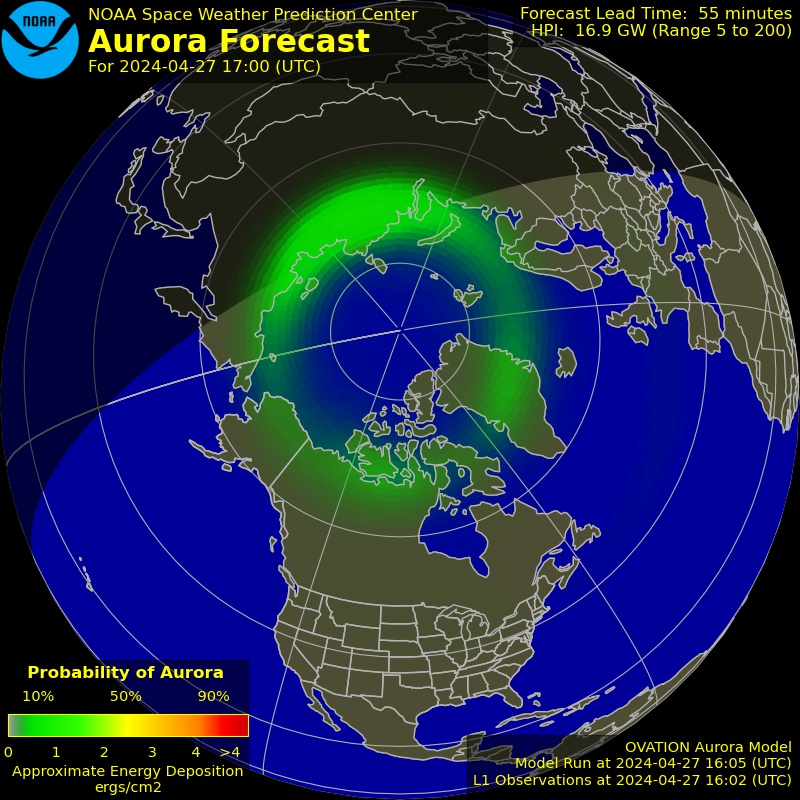 NOAA
NOAA Space Weather Prediction Center
Aurora Forecast
For 2024-04-27 17:00 (UTC)
Forecast Lead Time: 55 minutes
HPI: 16.9 GW (Range 5 to 200)
Probability of Aurora
10% 50% 90%
0 1 2 3 4 >4
Approximate Energy Deposition
ergs/cm2
OVATION Aurora Model
Model Run at 2024-04-27 16:05 (UTC)
L1 Observations at 2024-04-27 16:02 (UTC)